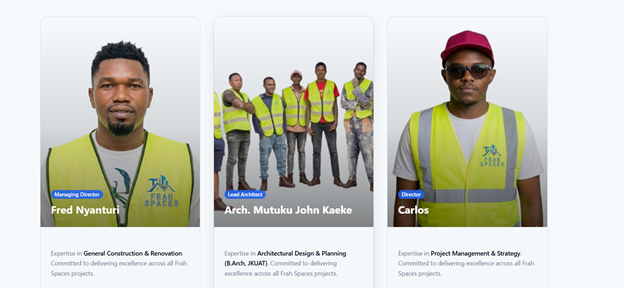 FRAH
SPACES
Managing Director
Fred Nyanturi
Expertise in General Construction & Renovation.
Committed to delivering excellence across all Frah
Spaces projects.
Lead Architect
Arch. Mutuku John Kaeke
Expertise in Architectural Design & Planning
(B.Arch, JKUAT). Committed to delivering
excellence across all Frah Spaces projects.
FRAH
SPACES
Director
Carlos
Expertise in Project Management & Strategy.
Committed to delivering excellence across all Frah
Spaces projects.